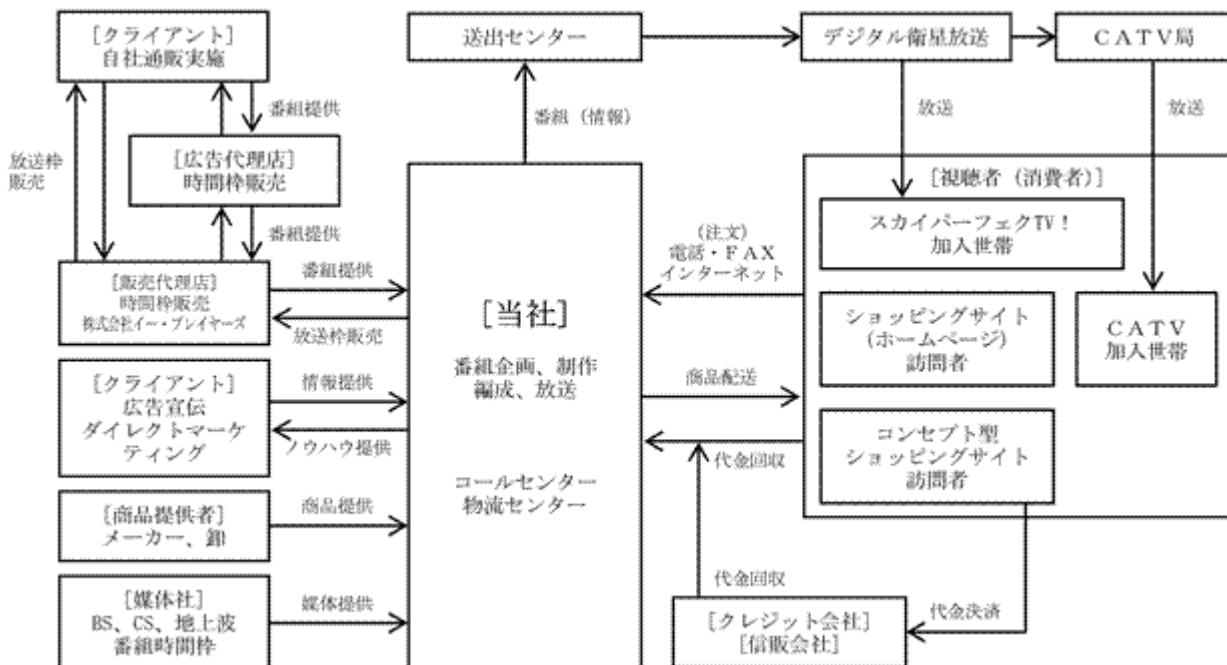 [クライアント]
自社通販実施
送出センター
デジタル衛星放送
CATV局
番組提供
番組(情報)
放送
放送
放送枠
販売
[広告代理店]
時間枠販売
[視聴者(消費者)]
スカイパーフェクTV!
加入世帯
番組提供
(注文)
電話・FAX
インターネット
[販売代理店]
時間枠販売
株式会社イー・プレイヤーズ
番組提供
放送枠販売
[当社]
番組企画、制作
編成、放送
コールセンター
物流センター
ショッピングサイト
(ホームページ)
訪問者
CATV
加入世帯
[クライアント]
広告宣伝
ダイレクトマーケ
ティング
情報提供
ノウハウ提供
商品配送
代金回収
コンセプト型
ショッピングサイト
訪問者
[商品提供者]
メーカー、卸
商品提供
[媒体社]
BS、CS、地上波
番組時間枠
媒体提供
代金回収
[クレジット会社]
[信販会社]
代金決済